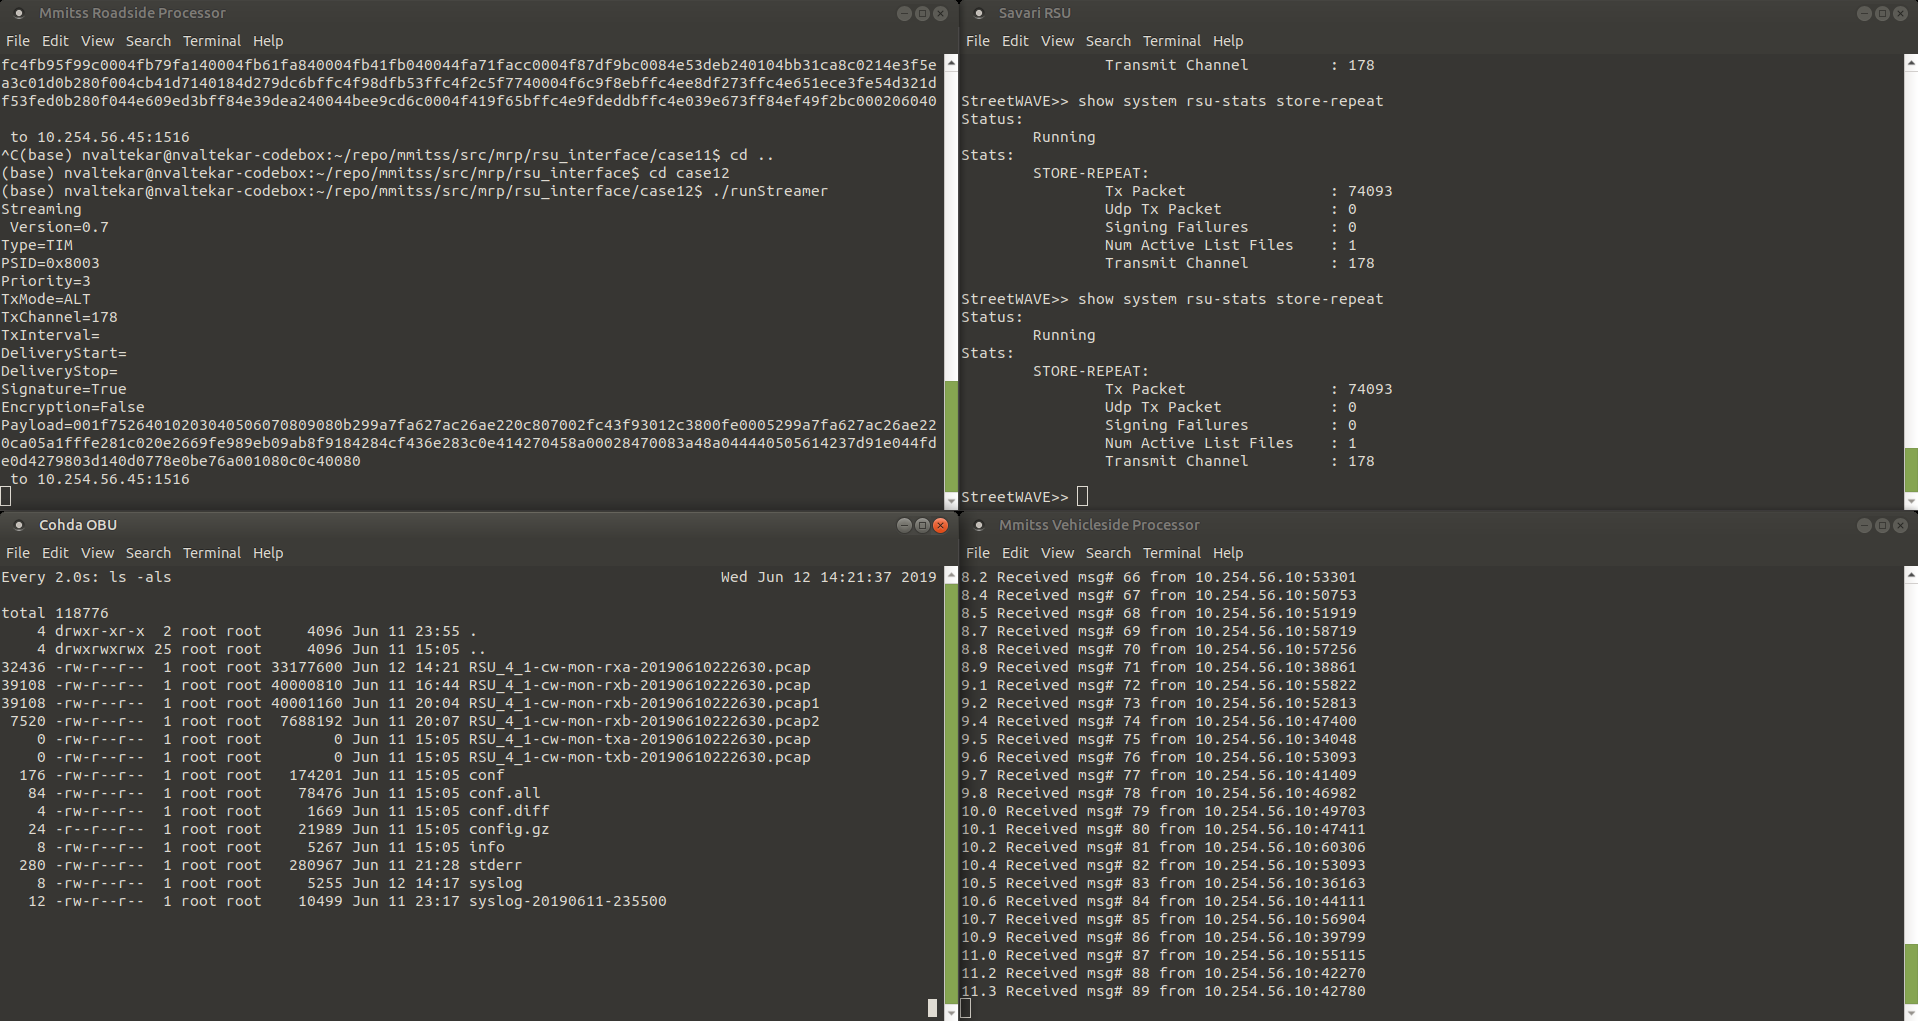 Mmitss Roadside Processor
File Edit View Search Terminal Help
fc4fb95f99c0004fb79fa140004fb61fa840004fb41fb040044fa71facc0004f87df9bc0084e53deb240104bb31ca8c0214e3f5e
a3c01d0b280f004cb41d7140184d279dc6bffc4f98dfb53ffc4f2c5f7740004f6c9f8ebffc4ee8df273ffc4e651ece3fe54d321d
f53fed0b280f044e609ed3bff84e39dea240044bee9cd6c0004f419f65bffc4e9fdeddbffc4e039e673ff84ef49f2bc000206040
to 10.254.56.45:1516
^C(base) nvaltekar@nvaltekar-codebox:~/repo/mmitss/src/mrp/rsu_interface/case11$ cd ..
(base) nvaltekar@nvaltekar-codebox:~/repo/mmitss/src/mrp/rsu_interface$ cd case12
(base) nvaltekar@nvaltekar-codebox:~/repo/mmitss/src/mrp/rsu_interface/case12$ ./runStreamer
Streaming
Version=0.7
Type=TIM
PSID=0x8003
Priority=3
TxMode=ALT
TxChannel=178
TxInterval=
DeliveryStart=
DeliveryStop=
Signature=True
Encryption=False
Payload=001f7526401020304050607080908​0b299a7fa627ac26ae220c807002fc43f93012c3800fe0005299a7fa627ac26ae22
0ca05a1fffe281c020e2669fe989eb09ab8f9184284cf436e283c0e414270458a00028470083a48a044440505614237d91e044fd
e0d4279803d140d0778e0be76a001080c0c40080
to 10.254.56.45:1516
Savari RSU
File Edit View Search Terminal Help
Transmit Channel : 178
StreetWAVE>> show system rsu-stats store-repeat
Status:
Running
Stats:
STORE-REPEAT:
Tx Packet : 74093
Udp Tx Packet : 0
Signing Failures : 0
Num Active List Files : 1
Transmit Channel : 178
StreetWAVE>> show system rsu-stats store-repeat
Status:
Running
Stats:
STORE-REPEAT:
Tx Packet : 74093
Udp Tx Packet : 0
Signing Failures : 0
Num Active List Files : 1
Transmit Channel : 178
StreetWAVE>>
Cohda OBU
File Edit View Search Terminal Help
Every 2.0s: ls -als Wed Jun 12 14:21:37 2019
total 118776
4 drwxr-xr-x 2 root root 4096 Jun 11 23:55 .
4 drwxrwxrwx 25 root root 4096 Jun 11 15:05 ..
32436 -rw-r--r-- 1 root root 33177600 Jun 12 14:21 RSU_4_1-cw-mon-rxa-20190610222630.pcap
39108 -rw-r--r-- 1 root root 40000810 Jun 11 16:44 RSU_4_1-cw-mon-rxb-20190610222630.pcap
39108 -rw-r--r-- 1 root root 40001160 Jun 11 20:04 RSU_4_1-cw-mon-rxb-20190610222630.pcap1
7520 -rw-r--r-- 1 root root 7688192 Jun 11 20:07 RSU_4_1-cw-mon-rxb-20190610222630.pcap2
0 -rw-r--r-- 1 root root 0 Jun 11 15:05 RSU_4_1-cw-mon-txa-20190610222630.pcap
0 -rw-r--r-- 1 root root 0 Jun 11 15:05 RSU_4_1-cw-mon-txb-20190610222630.pcap
176 -rw-r--r-- 1 root root 174201 Jun 11 15:05 conf
84 -rw-r--r-- 1 root root 78476 Jun 11 15:05 conf.all
4 -rw-r--r-- 1 root root 1669 Jun 11 15:05 conf.diff
24 -r--r--r-- 1 root root 21989 Jun 11 15:05 config.gz
8 -rw-r--r-- 1 root root 5267 Jun 11 15:05 info
280 -rw-r--r-- 1 root root 280967 Jun 11 21:28 stderr
8 -rw-r--r-- 1 root root 5255 Jun 12 14:17 syslog
12 -rw-r--r-- 1 root root 10499 Jun 11 23:17 syslog-20190611-235500
Mmitss Vehicleside Processor
File Edit View Search Terminal Help
8.2 Received msg# 66 from 10.254.56.10:53301
8.4 Received msg# 67 from 10.254.56.10:50753
8.5 Received msg# 68 from 10.254.56.10:51919
8.7 Received msg# 69 from 10.254.56.10:58719
8.8 Received msg# 70 from 10.254.56.10:57256
8.9 Received msg# 71 from 10.254.56.10:38861
9.1 Received msg# 72 from 10.254.56.10:55822
9.2 Received msg# 73 from 10.254.56.10:52813
9.4 Received msg# 74 from 10.254.56.10:47400
9.5 Received msg# 75 from 10.254.56.10:34048
9.6 Received msg# 76 from 10.254.56.10:53093
9.7 Received msg# 77 from 10.254.56.10:41409
9.8 Received msg# 78 from 10.254.56.10:46982
10.0 Received msg# 79 from 10.254.56.10:49703
10.1 Received msg# 80 from 10.254.56.10:47411
10.2 Received msg# 81 from 10.254.56.10:60306
10.4 Received msg# 82 from 10.254.56.10:53093
10.5 Received msg# 83 from 10.254.56.10:36163
10.6 Received msg# 84 from 10.254.56.10:44111
10.7 Received msg# 85 from 10.254.56.10:56904
10.9 Received msg# 86 from 10.254.56.10:39799
11.0 Received msg# 87 from 10.254.56.10:55115
11.2 Received msg# 88 from 10.254.56.10:42270
11.3 Received msg# 89 from 10.254.56.10:42780